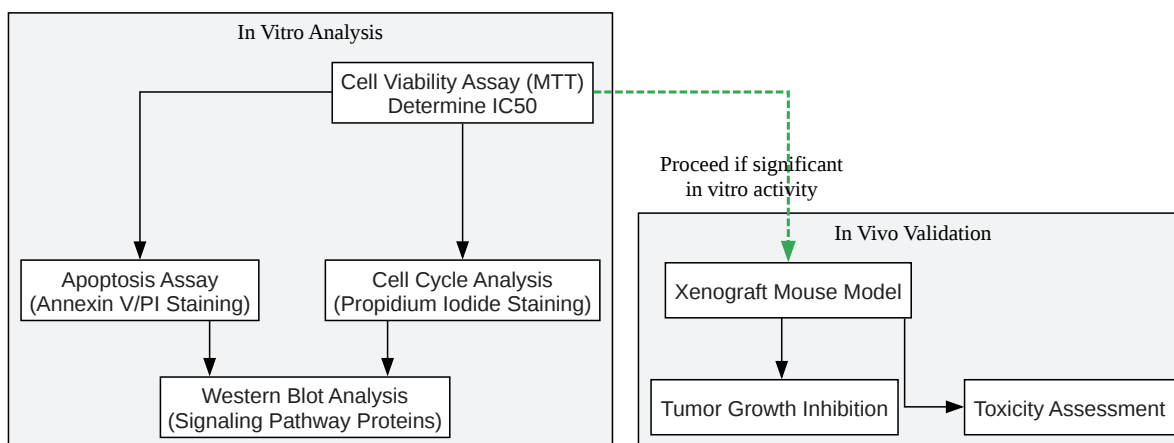 In Vitro Analysis
Cell Viability Assay (MTT)
Determine IC50
Proceed if significant
in vitro activity
In Vivo Validation
Apoptosis Assay
(Annexin V/PI Staining)
Cell Cycle Analysis
(Propidium Iodide Staining)
Xenograft Mouse Model
Western Blot Analysis
(Signaling Pathway Proteins)
Tumor Growth Inhibition
Toxicity Assessment